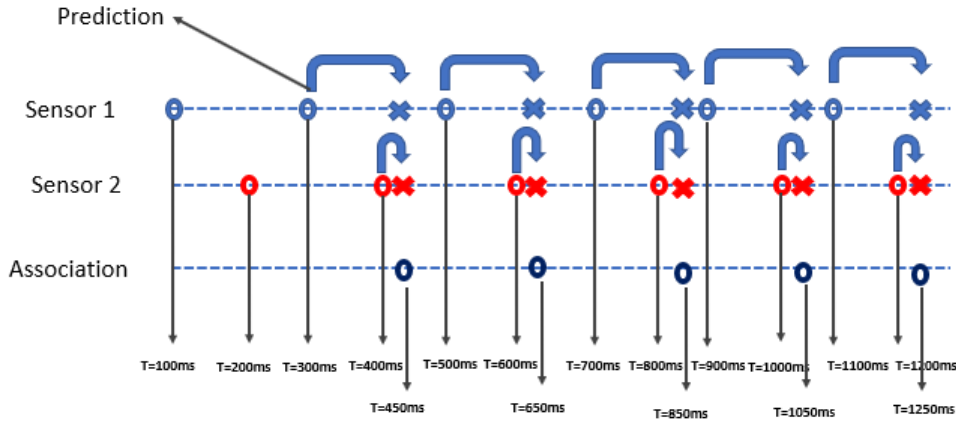 Prediction
Sensor 1
Sensor 2
Association
T=100ms
T=200ms
T=300ms
T=400ms
T=500ms
T=600ms
T=700ms
T=800ms
T=900ms
T=1000ms
T=1100ms
T=1200ms
T=450ms
T=650ms
T=850ms
T=1050ms
T=1250ms